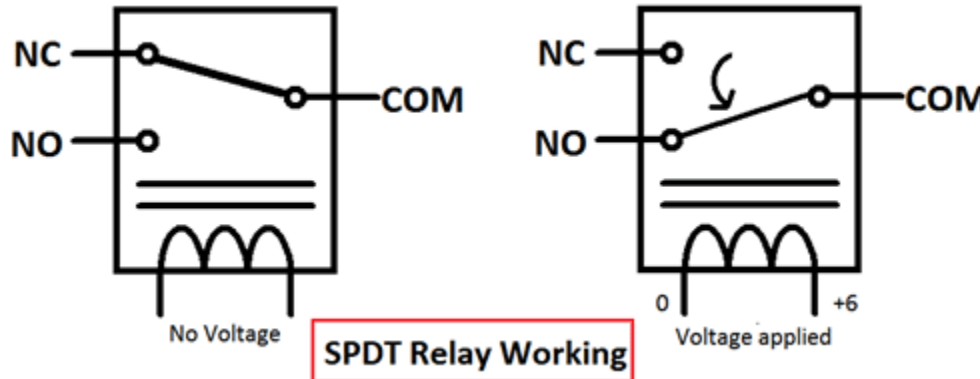 NC
COM
NO
No Voltage
NC
COM
NO
0
+6
Voltage applied
SPDT Relay Working